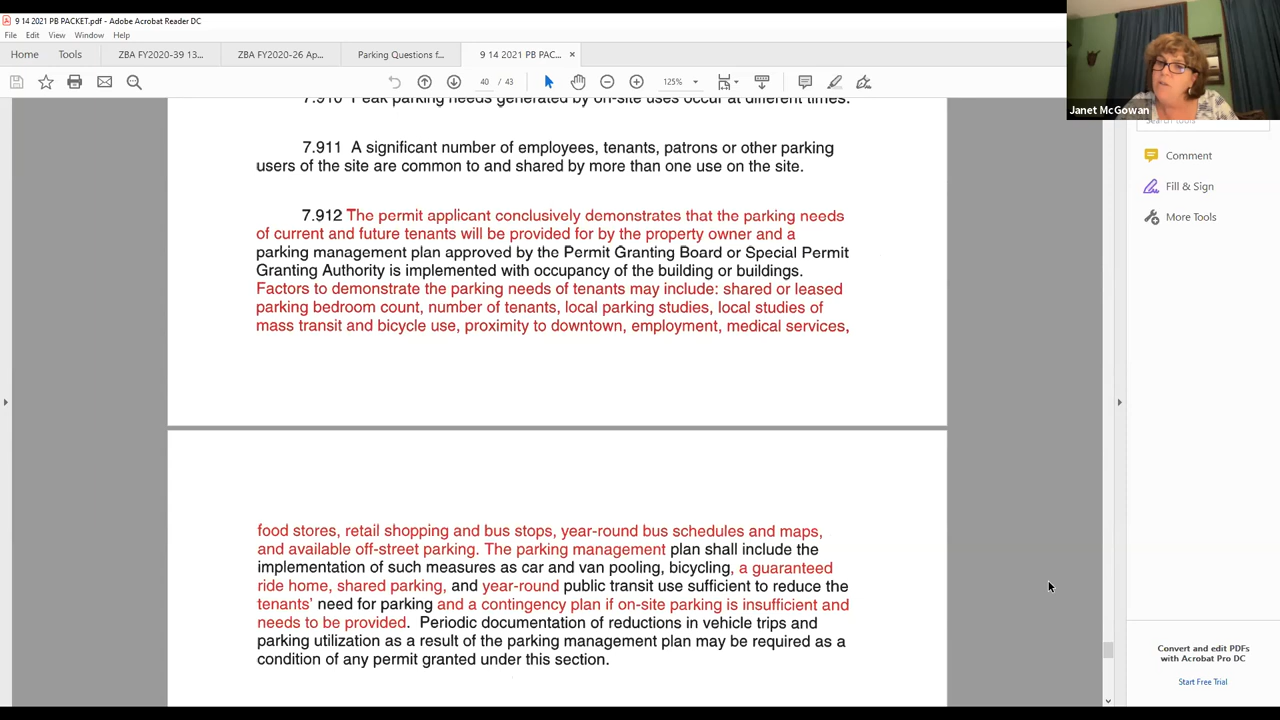 9 14 2021 PB PACKET.pdf - Adobe Acrobat Reader DC
File Edit View Window Help
Home Tools ZBA FY2020-39 13... ZBA FY2020-26 Ap... Parking Questions f... 9 14 2021 PB PAC... ×
40 / 43 125%
Janet McGowan
Search tools
Comment
Fill & Sign
More Tools
7.910 Peak parking needs generated by on-site uses occur at different times.
7.911 A significant number of employees, tenants, patrons or other parking
users of the site are common to and shared by more than one use on the site.
7.912 The permit applicant conclusively demonstrates that the parking needs
of current and future tenants will be provided for by the property owner and a
parking management plan approved by the Permit Granting Board or Special Permit
Granting Authority is implemented with occupancy of the building or buildings.
Factors to demonstrate the parking needs of tenants may include: shared or leased
parking bedroom count, number of tenants, local parking studies, local studies of
mass transit and bicycle use, proximity to downtown, employment, medical services,
food stores, retail shopping and bus stops, year-round bus schedules and maps,
and available off-street parking. The parking management plan shall include the
implementation of such measures as car and van pooling, bicycling, a guaranteed
ride home, shared parking, and year-round public transit use sufficient to reduce the
tenants' need for parking and a contingency plan if on-site parking is insufficient and
needs to be provided. Periodic documentation of reductions in vehicle trips and
parking utilization as a result of the parking management plan may be required as a
condition of any permit granted under this section.
Convert and edit PDFs
with Acrobat Pro DC
Start Free Trial